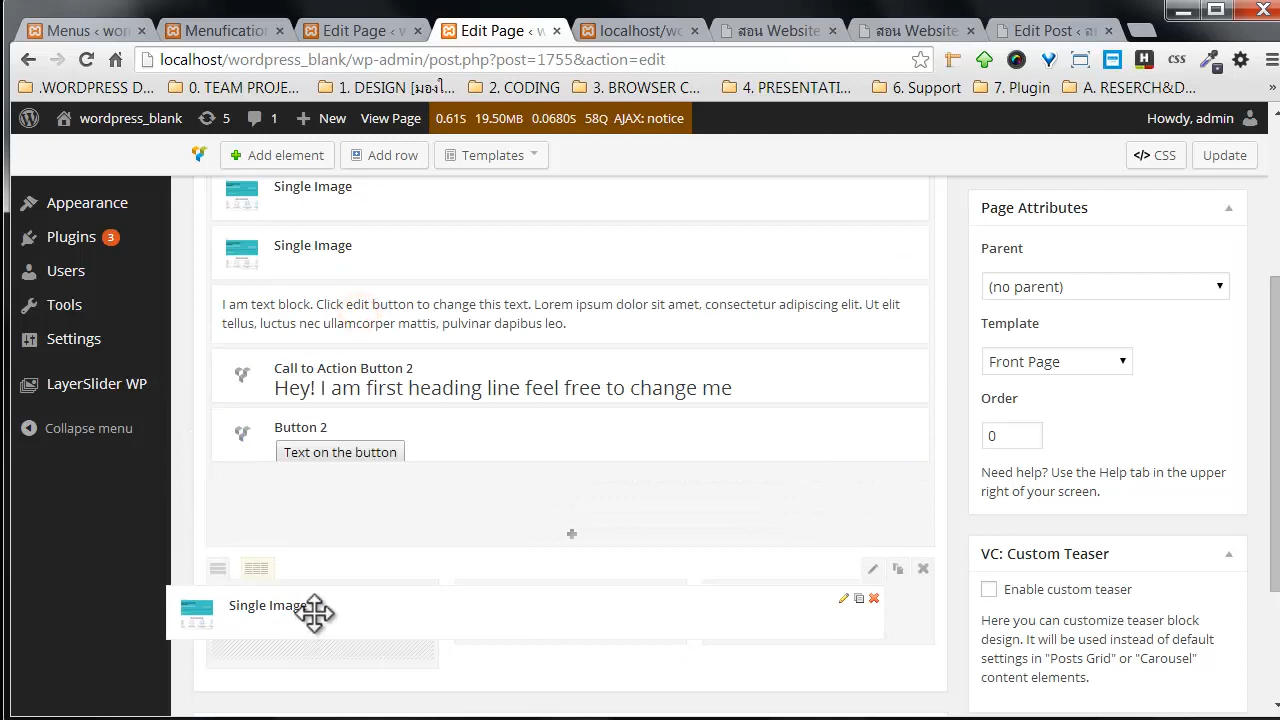 Menus ‹ wor
Menufication
Edit Page ‹ w
Edit Page ‹ w
localhost/wo
สอน Website
สอน Website
Edit Post ‹ a
localhost/wordpress_blank/wp-admin/post.php?post=1755&action=edit
CSS
.WORDPRESS D...
0. TEAM PROJE...
1. DESIGN [มองโ...
2. CODING
3. BROWSER C...
4. PRESENTATI...
6. Support
7. Plugin
A. RESERCH&D...
»
wordpress_blank
5
1
New
View Page
0.61S 19.50MB 0.0680S 58Q AJAX: notice
Howdy, admin
Add element
Add row
Templates
</> CSS
Update
Appearance
Plugins 3
Users
Tools
Settings
LayerSlider WP
Collapse menu
Single Image
Single Image
I am text block. Click edit button to change this text. Lorem ipsum dolor sit amet, consectetur adipiscing elit. Ut elit
tellus, luctus nec ullamcorper mattis, pulvinar dapibus leo.
Call to Action Button 2
Hey! I am first heading line feel free to change me
Button 2
Text on the button
Single Image
Page Attributes
Parent
(no parent)
Template
Front Page
Order
0
Need help? Use the Help tab in the upper
right of your screen.
VC: Custom Teaser
Enable custom teaser
Here you can customize teaser block
design. It will be used instead of default
settings in "Posts Grid" or "Carousel"
content elements.